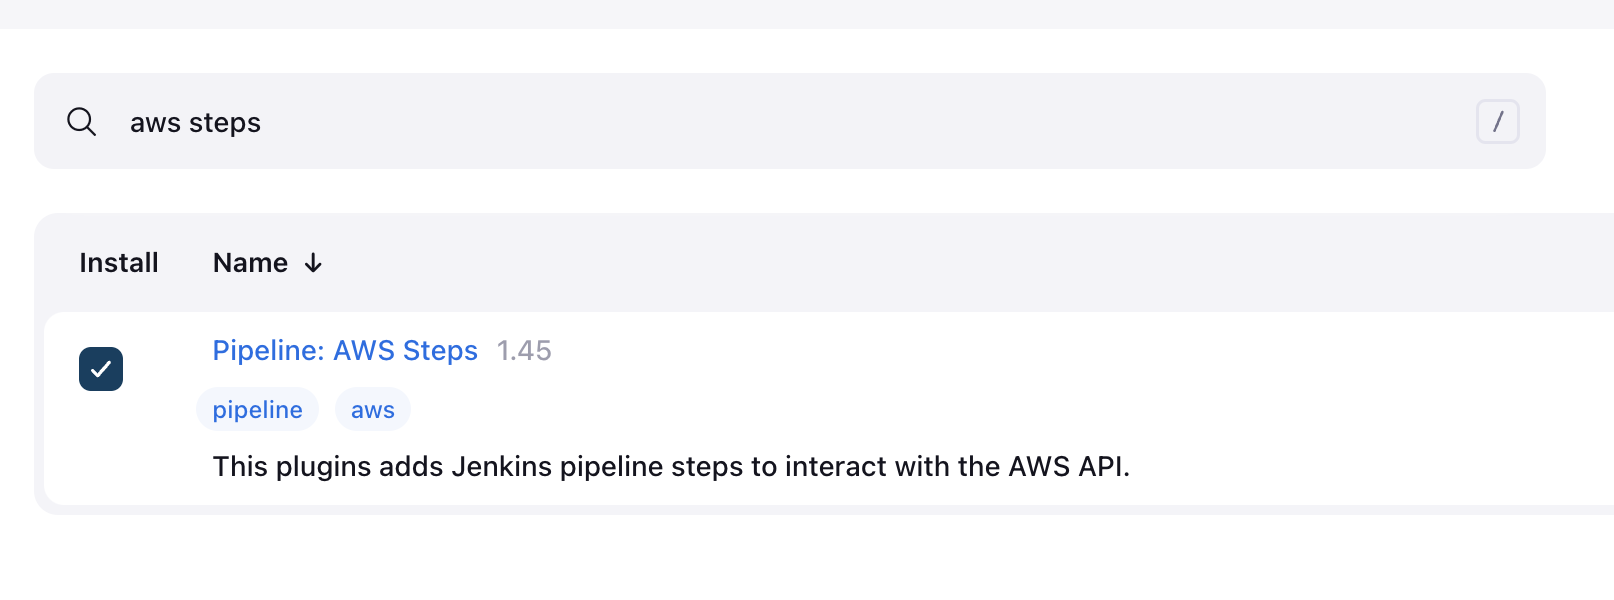 aws steps /
Install Name ↓
Pipeline: AWS Steps 1.45
pipeline aws
This plugins adds Jenkins pipeline steps to interact with the AWS API.